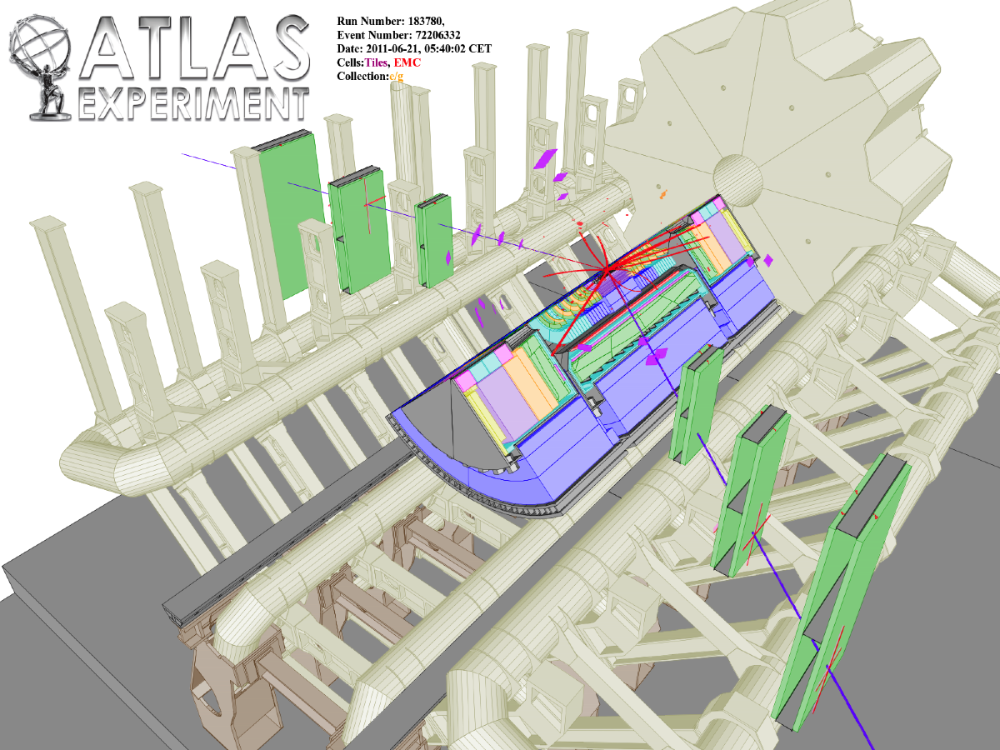 ATLAS
EXPERIMENT
Run Number: 183780,
Event Number: 72206332
Date: 2011-06-21, 05:40:02 CET
Cells:Tiles, EMC
Collection:e/g